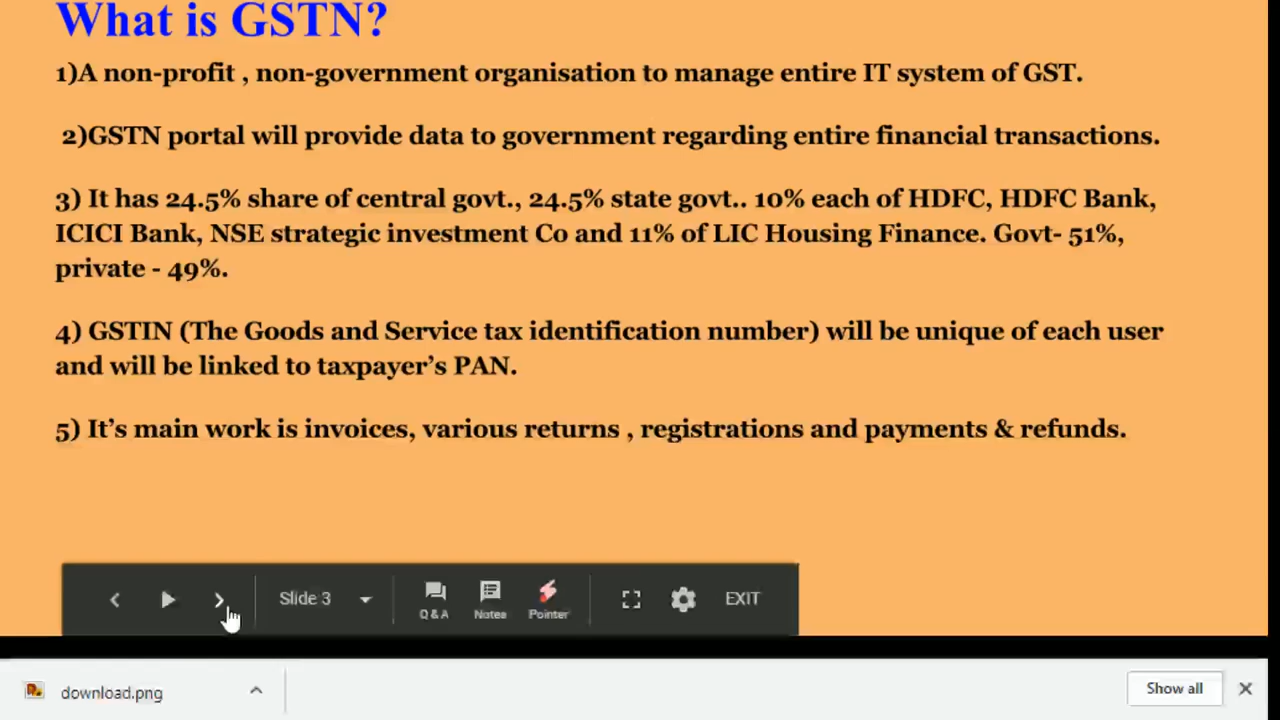 What is GSTN?
1)A non-profit , non-government organisation to manage entire IT system of GST.
2)GSTN portal will provide data to government regarding entire financial transactions.
3) It has 24.5% share of central govt., 24.5% state govt.. 10% each of HDFC, HDFC Bank,
ICICI Bank, NSE strategic investment Co and 11% of LIC Housing Finance. Govt- 51%,
private - 49%.
4) GSTIN (The Goods and Service tax identification number) will be unique of each user
and will be linked to taxpayer’s PAN.
5) It’s main work is invoices, various returns , registrations and payments & refunds.
Slide 3
Q & A
Notes
Pointer
EXIT
download.png
Show all